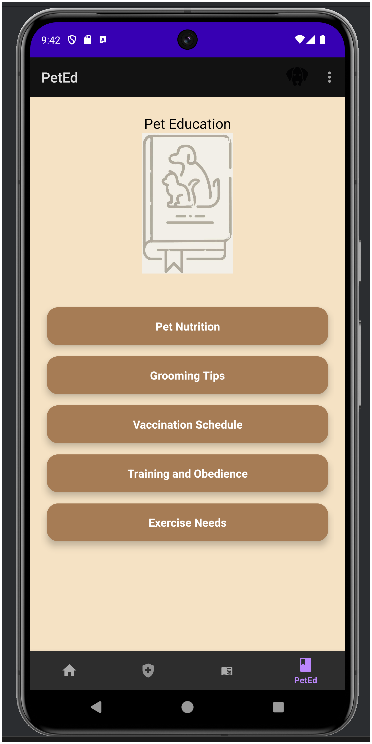 9:42
PetEd
Pet Education
Pet Nutrition
Grooming Tips
Vaccination Schedule
Training and Obedience
Exercise Needs
PetEd